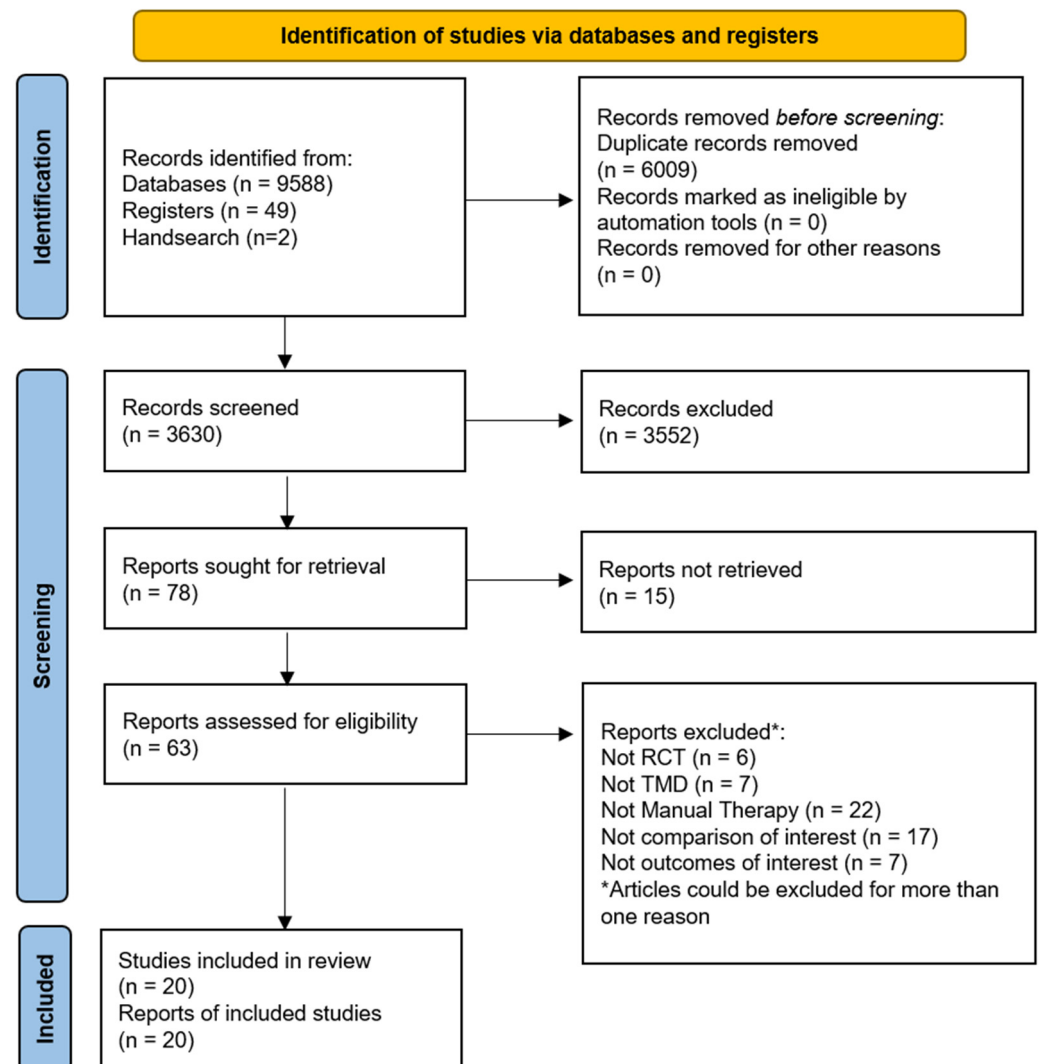 Identification of studies via databases and registers
Identification
Records identified from:
Databases (n = 9588)
Registers (n = 49)
Handsearch (n=2)
Records removed before screening:
Duplicate records removed
(n = 6009)
Records marked as ineligible by
automation tools (n = 0)
Records removed for other reasons
(n = 0)
Screening
Records screened
(n = 3630)
Records excluded
(n = 3552)
Reports sought for retrieval
(n = 78)
Reports not retrieved
(n = 15)
Reports assessed for eligibility
(n = 63)
Reports excluded*:
Not RCT (n = 6)
Not TMD (n = 7)
Not Manual Therapy (n = 22)
Not comparison of interest (n = 17)
Not outcomes of interest (n = 7)
*Articles could be excluded for more than
one reason
Included
Studies included in review
(n = 20)
Reports of included studies
(n = 20)